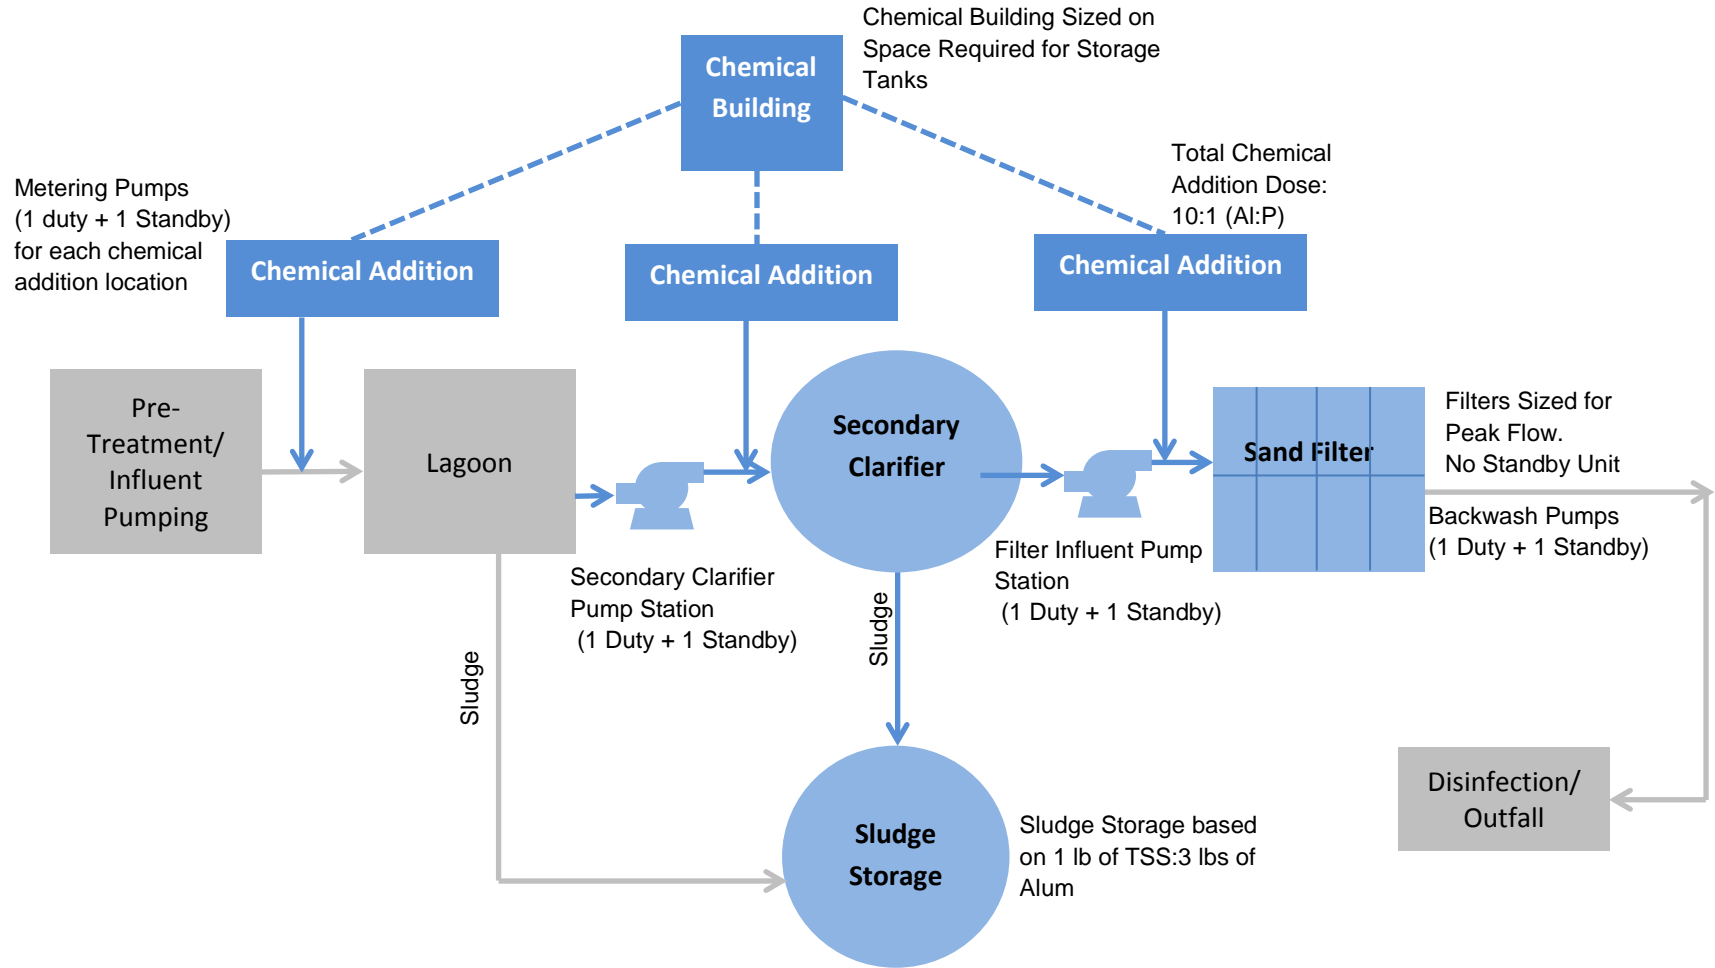 Chemical Building Sized on
Space Required for Storage
Tanks
Chemical
Building
Total Chemical
Addition Dose:
10:1 (Al:P)
Metering Pumps
(1 duty + 1 Standby)
for each chemical
addition location
Chemical Addition
Chemical Addition
Chemical Addition
Pre-
Treatment/
Influent
Pumping
Lagoon
Secondary
Clarifier
Sand Filter
Filters Sized for
Peak Flow.
No Standby Unit
Backwash Pumps
(1 Duty + 1 Standby)
Secondary Clarifier
Pump Station
(1 Duty + 1 Standby)
Filter Influent Pump
Station
(1 Duty + 1 Standby)
Sludge
Sludge
Sludge
Storage
Sludge Storage based
on 1 lb of TSS:3 lbs of
Alum
Disinfection/
Outfall